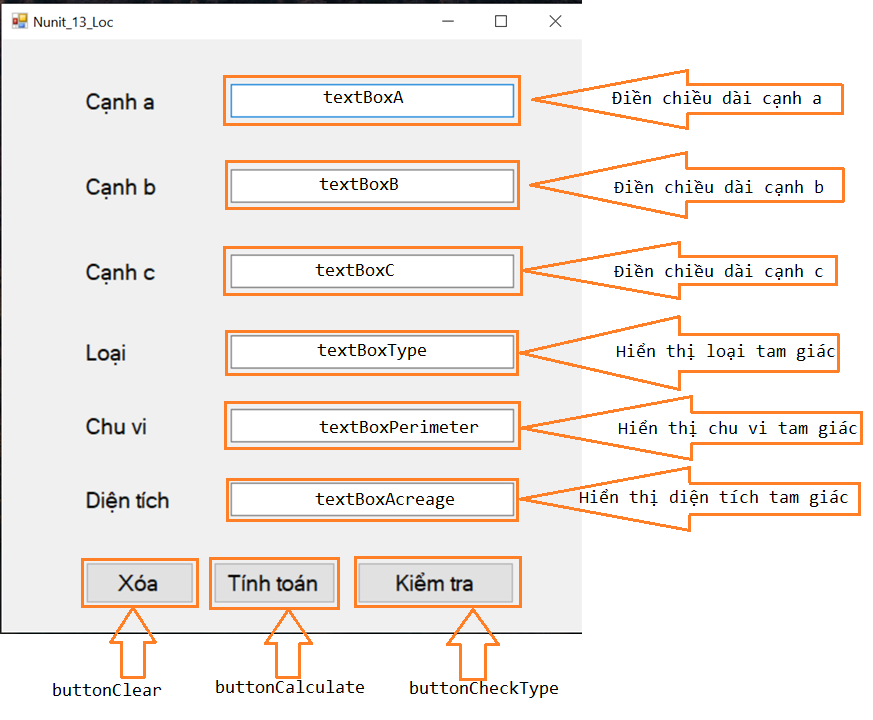 Nunit_13_Loc
Cạnh a textBoxA Điền chiều dài cạnh a
Cạnh b textBoxB Điền chiều dài cạnh b
Cạnh c textBoxC Điền chiều dài cạnh c
Loại textBoxType Hiển thị loại tam giác
Chu vi textBoxPerimeter Hiển thị chu vi tam giác
Diện tích textBoxAcreage Hiển thị diện tích tam giác
Xóa Tính toán Kiểm tra
buttonClear buttonCalculate buttonCheckType